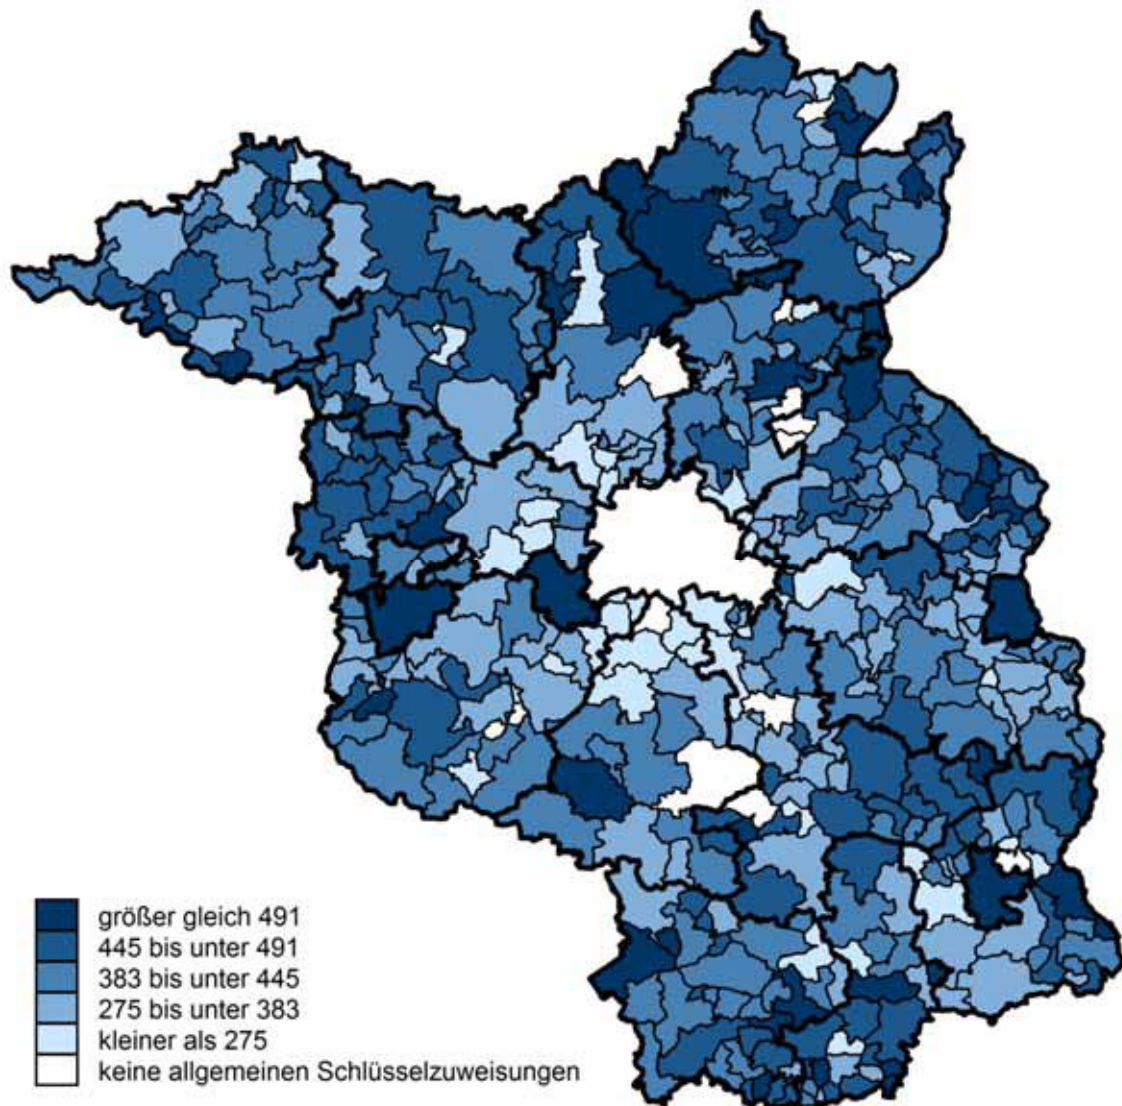 größer gleich 491
445 bis unter 491
383 bis unter 445
275 bis unter 383
kleiner als 275
keine allgemeinen Schlüsselzuweisungen